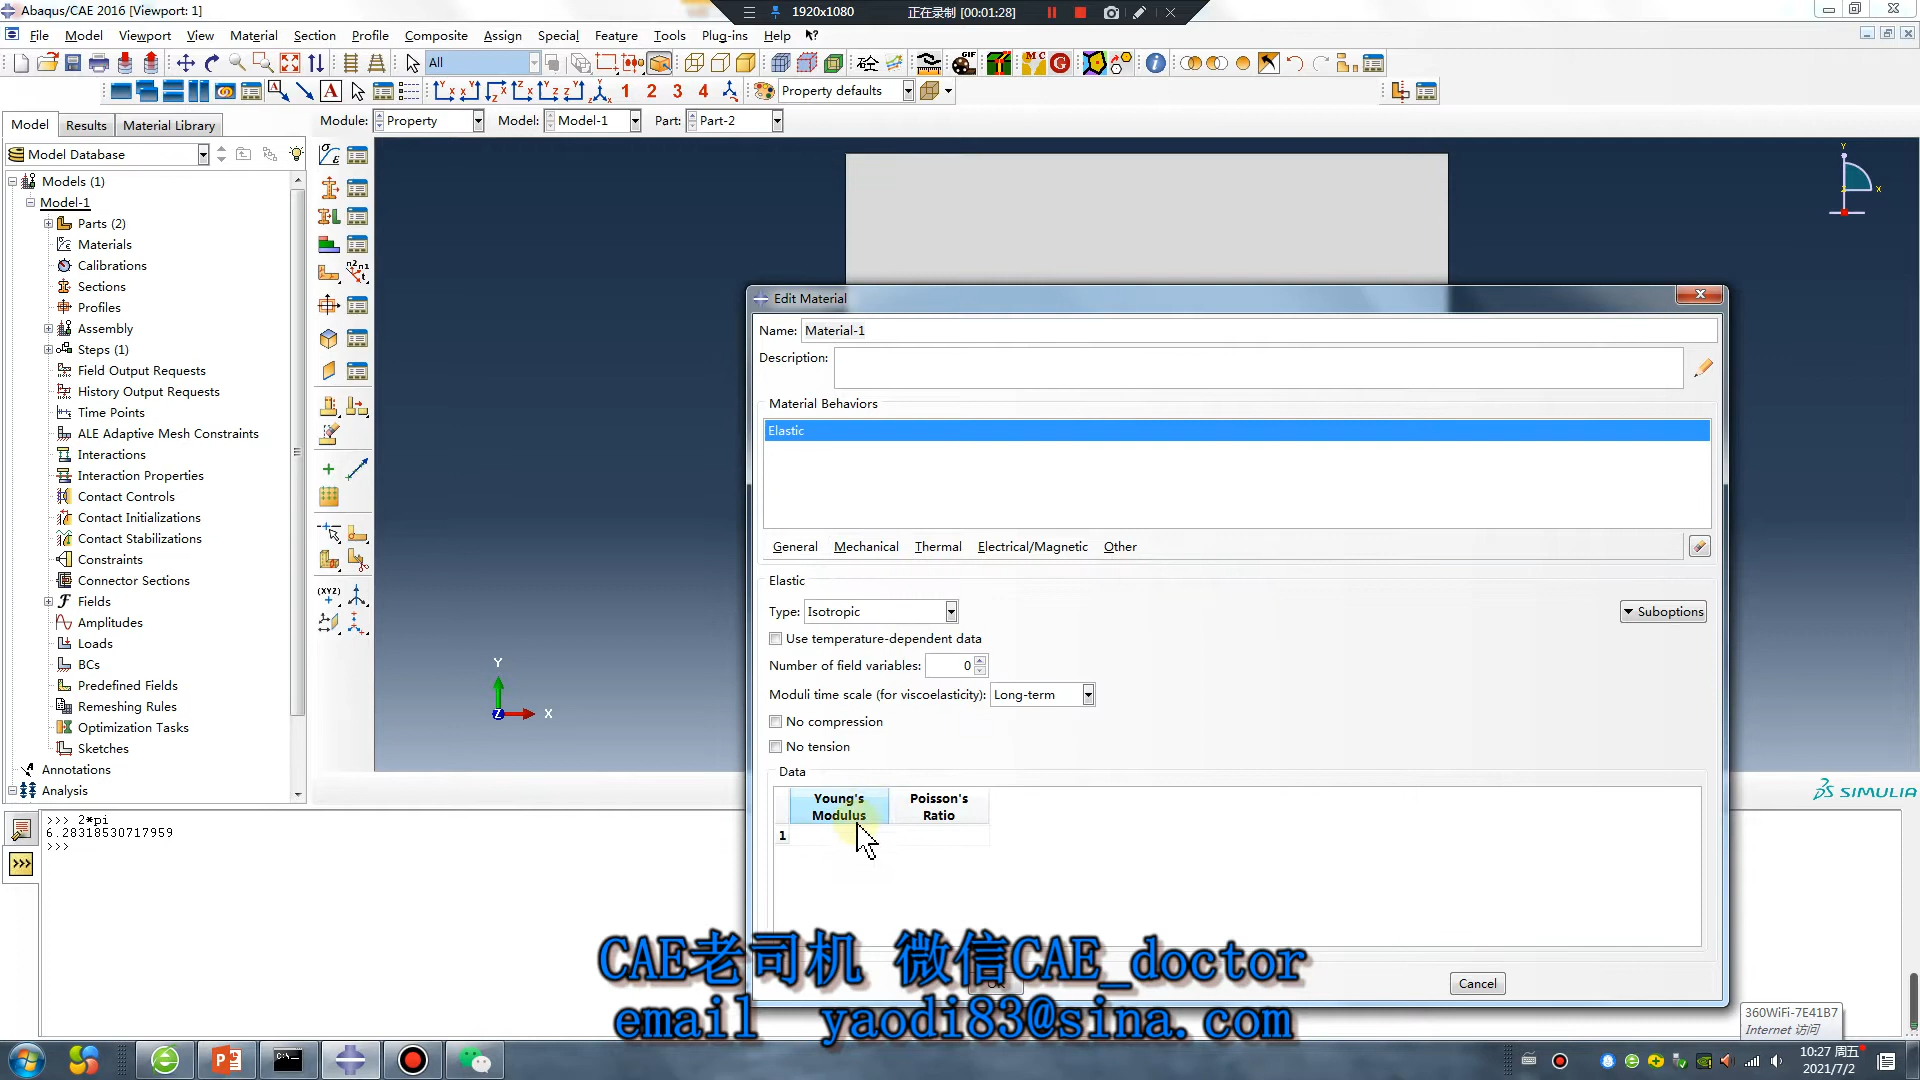 Abaqus/CAE 2016 [Viewport: 1]
1920x1080
正在录制 [00:01:28]
File Model Viewport View Material Section Profile Composite Assign Special Feature Tools Plug-ins Help
All
Property defaults
Model Results Material Library
Module: Property Model: Model-1 Part: Part-2
Model Database
Models (1)
Model-1
Parts (2)
Materials
Calibrations
Sections
Profiles
Assembly
Steps (1)
Field Output Requests
History Output Requests
Time Points
ALE Adaptive Mesh Constraints
Interactions
Interaction Properties
Contact Controls
Contact Initializations
Contact Stabilizations
Constraints
Connector Sections
Fields
Amplitudes
Loads
BCs
Predefined Fields
Remeshing Rules
Optimization Tasks
Sketches
Annotations
Analysis
Y
X
Z
Y
X
Edit Material
Name: Material-1
Description:
Material Behaviors
Elastic
General Mechanical Thermal Electrical/Magnetic Other
Elastic
Type: Isotropic
Suboptions
Use temperature-dependent data
Number of field variables: 0
Moduli time scale (for viscoelasticity): Long-term
No compression
No tension
Data
Young's Modulus
Poisson's Ratio
1
Cancel
SIMULIA
>>> 2*pi
6.28318530717959
>>>
CAE老司机 微信CAE_doctor
email yaodi83@sina.com
360WiFi-7E41B7
Internet 访问
10:27 周五
2021/7/2